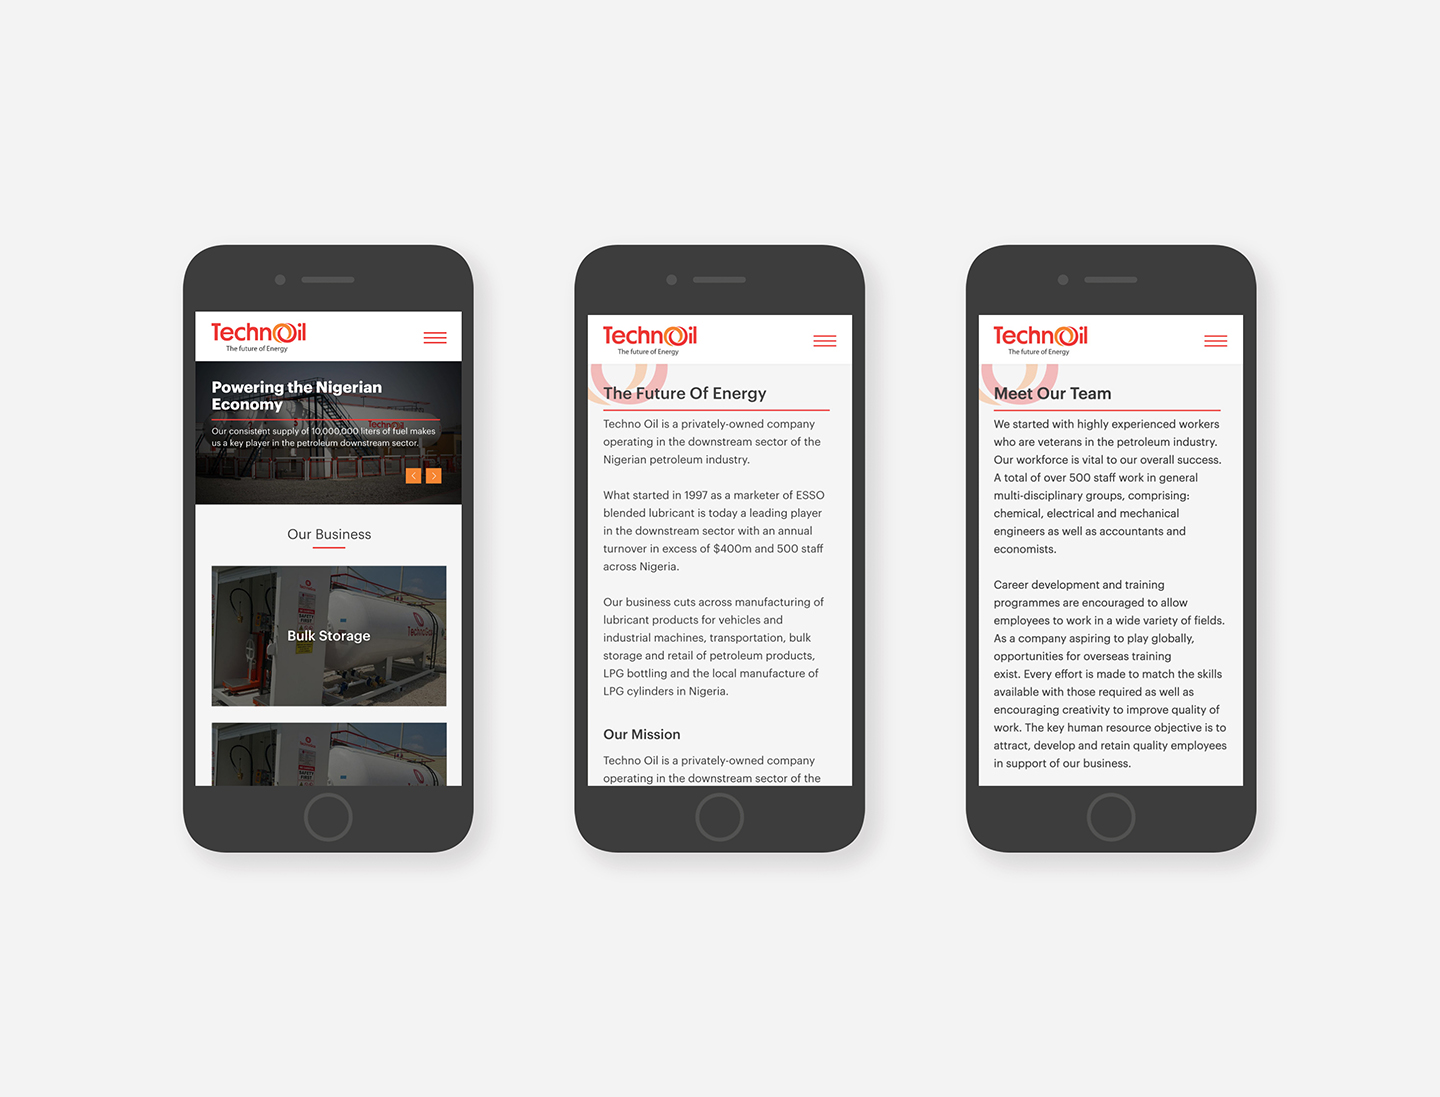 TechnOil
The future of Energy
Powering the Nigerian
Economy
Our consistent supply of 10,000,000 liters of fuel makes
us a key player in the petroleum downstream sector.
TechnoOil
Our Business
SAFETY
FIRST
TechnoGas
Bulk Storage
SAFETY
FIRST
TechnOil
The future of Energy
The Future Of Energy
Techno Oil is a privately-owned company
operating in the downstream sector of the
Nigerian petroleum industry.
What started in 1997 as a marketer of ESSO
blended lubricant is today a leading player
in the downstream sector with an annual
turnover in excess of $400m and 500 staff
across Nigeria.
Our business cuts across manufacturing of
lubricant products for vehicles and
industrial machines, transportation, bulk
storage and retail of petroleum products,
LPG bottling and the local manufacture of
LPG cylinders in Nigeria.
Our Mission
Techno Oil is a privately-owned company
operating in the downstream sector of the
TechnOil
The future of Energy
Meet Our Team
We started with highly experienced workers
who are veterans in the petroleum industry.
Our workforce is vital to our overall success.
A total of over 500 staff work in general
multi-disciplinary groups, comprising:
chemical, electrical and mechanical
engineers as well as accountants and
economists.
Career development and training
programmes are encouraged to allow
employees to work in a wide variety of fields.
As a company aspiring to play globally,
opportunities for overseas training
exist. Every effort is made to match the skills
available with those required as well as
encouraging creativity to improve quality of
work. The key human resource objective is to
attract, develop and retain quality employees
in support of our business.